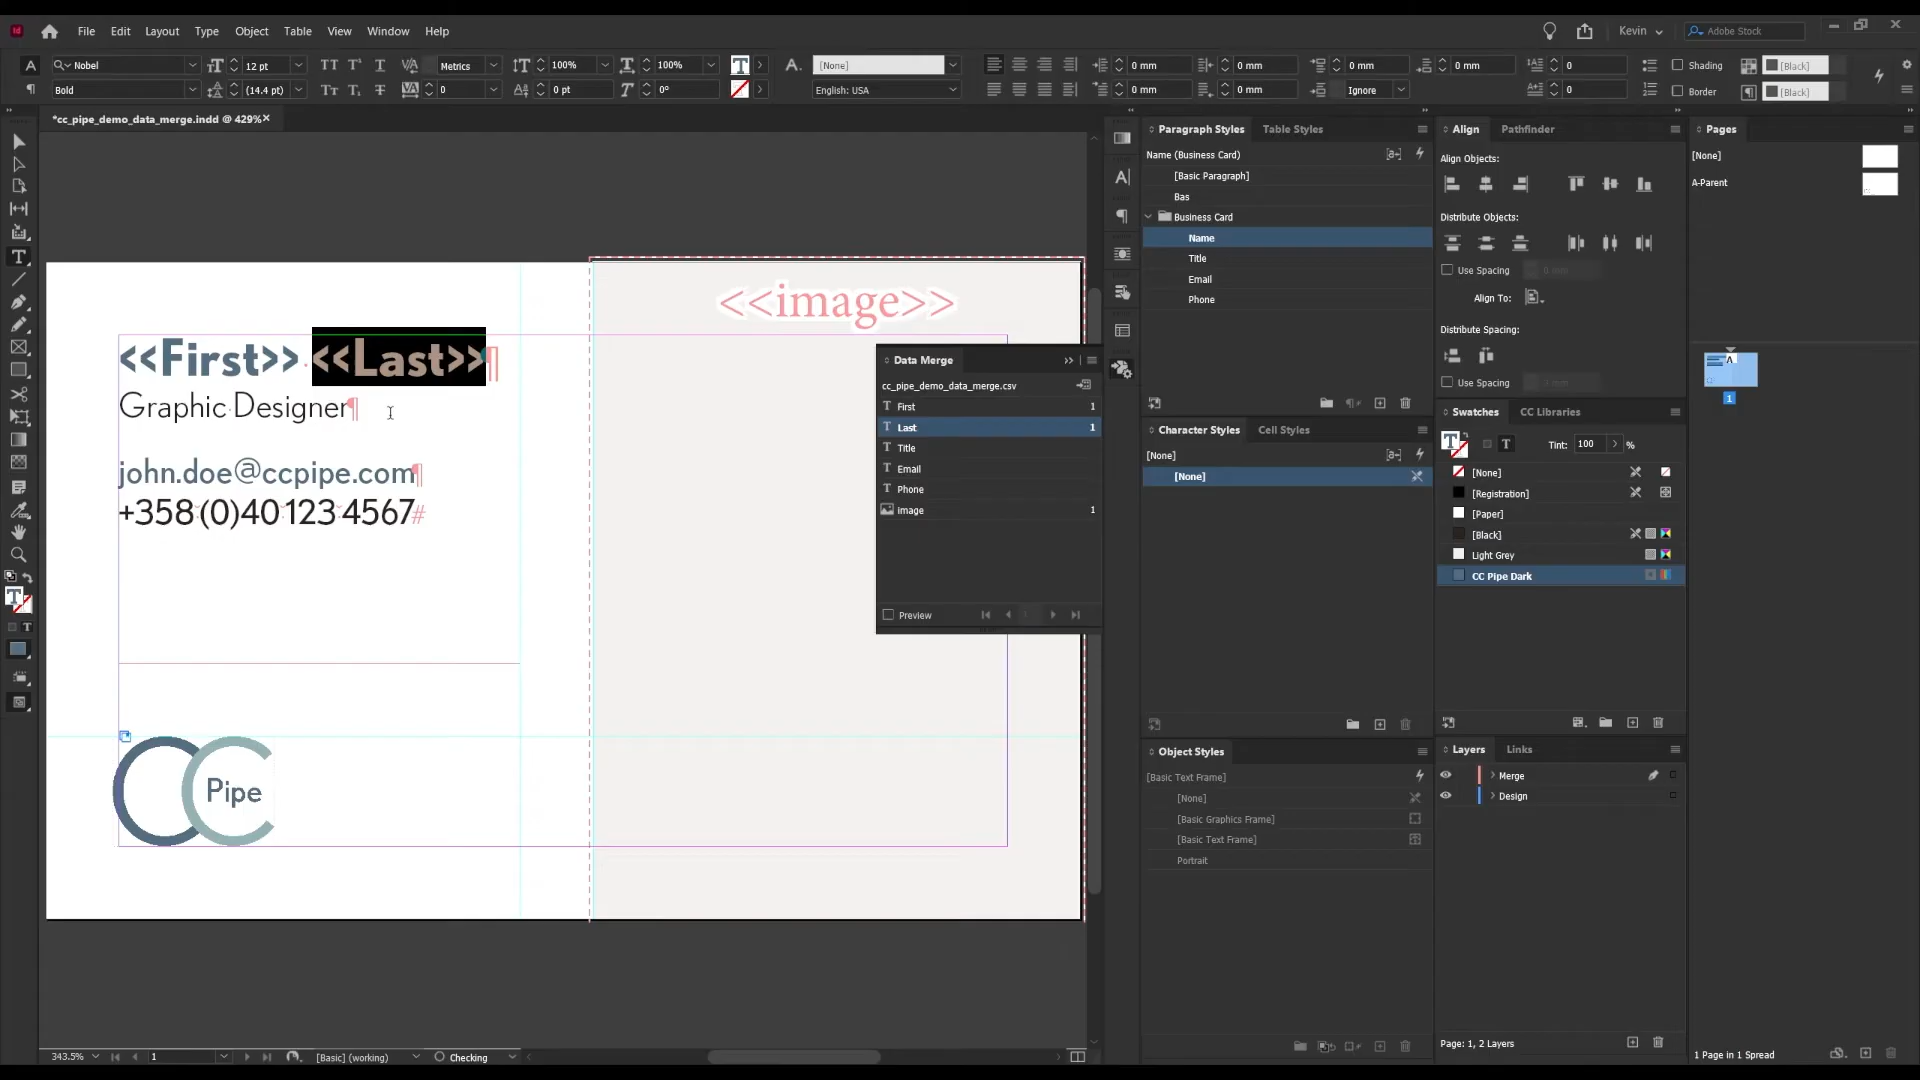 File Edit Layout Type Object Table View Window Help
Kevin
Adobe Stock
Nobel
12 pt
Metrics
100%
100%
[None]
0 mm
0 mm
0 mm
0 mm
0
Shading
[Black]
Bold
(14.4 pt)
0
0 pt
0°
English: USA
0 mm
0 mm
Ignore
0
Border
[Black]
*cc_pipe_demo_data_merge.indd @ 429%
<<First>> <<Last>>
Graphic Designer
john.doe@ccpipe.com
+358 (0)40 123 4567
<<image>>
CC Pipe
Data Merge
cc_pipe_demo_data_merge.csv
First 1
Last 1
Title
Email
Phone
image 1
Preview
Paragraph Styles Table Styles
Name (Business Card)
[Basic Paragraph]
Bas
Business Card
Name
Title
Email
Phone
Character Styles Cell Styles
[None]
[None]
Object Styles
[Basic Text Frame]
[None]
[Basic Graphics Frame]
[Basic Text Frame]
Portrait
Align Pathfinder
Align Objects:
Distribute Objects:
Use Spacing
0 mm
Align To:
Distribute Spacing:
Use Spacing
Swatches CC Libraries
Tint: 100 %
[None]
[Registration]
[Paper]
[Black]
Light Grey
CC Pipe Dark
Layers Links
Merge
Design
Page: 1, 2 Layers
Pages
[None]
A-Parent
A
1
1 Page in 1 Spread
343.5%
1
[Basic] (working)
Checking